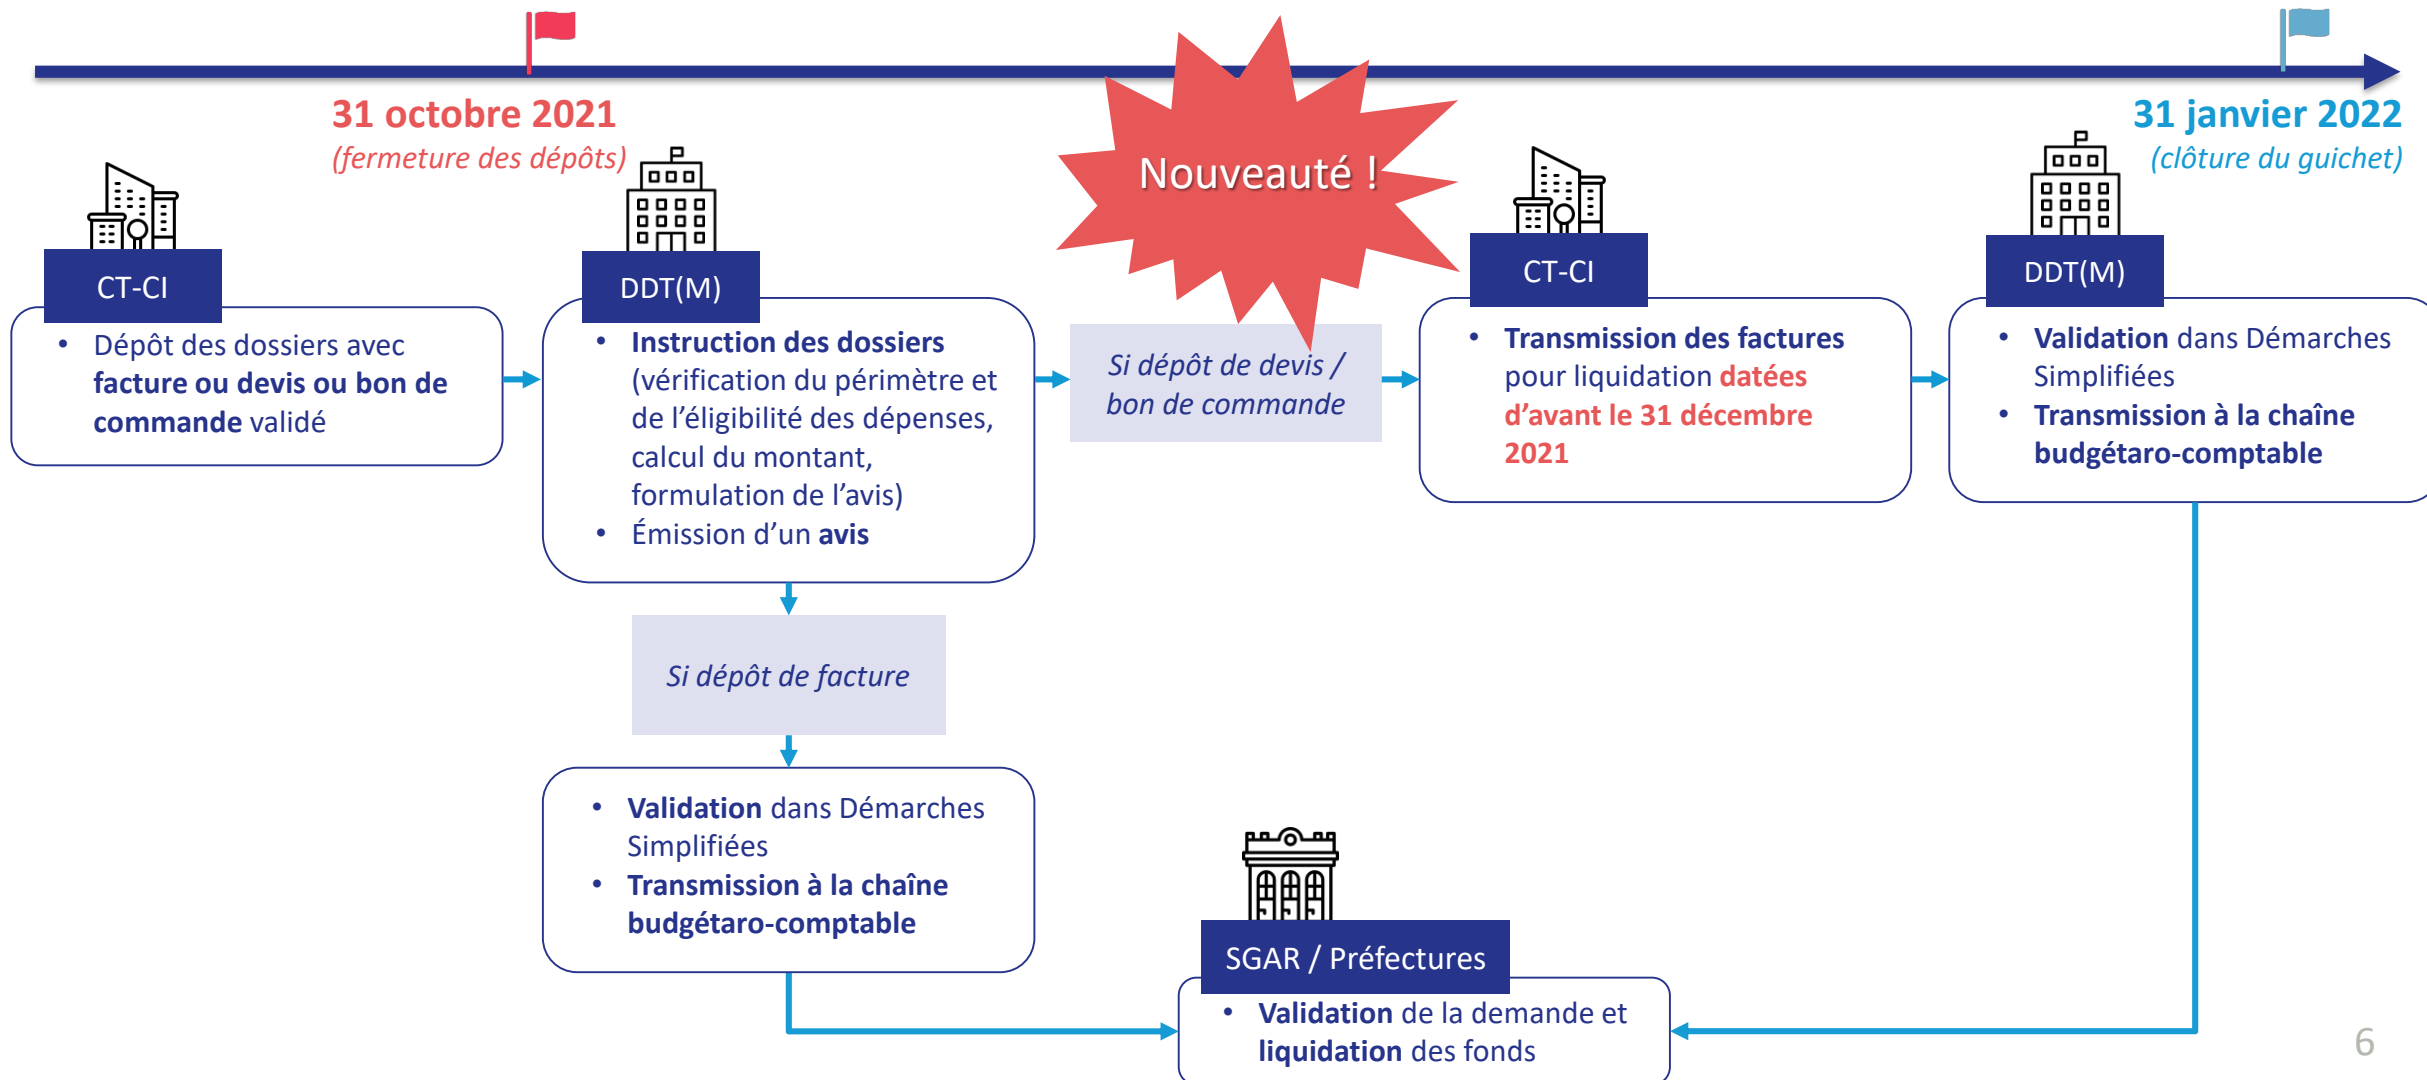 31 octobre 2021
(fermeture des dépôts)
Nouveauté !
31 janvier 2022
(clôture du guichet)
CT-CI
• Dépôt des dossiers avec
facture ou devis ou bon de
commande validé
DDT(M)
• Instruction des dossiers
(vérification du périmètre et
de l’éligibilité des dépenses,
calcul du montant,
formulation de l’avis)
• Émission d’un avis
Si dépôt de devis /
bon de commande
CT-CI
• Transmission des factures
pour liquidation datées
d’avant le 31 décembre
2021
DDT(M)
• Validation dans Démarches
Simplifiées
• Transmission à la chaîne
budgétaro-comptable
Si dépôt de facture
• Validation dans Démarches
Simplifiées
• Transmission à la chaîne
budgétaro-comptable
SGAR / Préfectures
• Validation de la demande et
liquidation des fonds
6